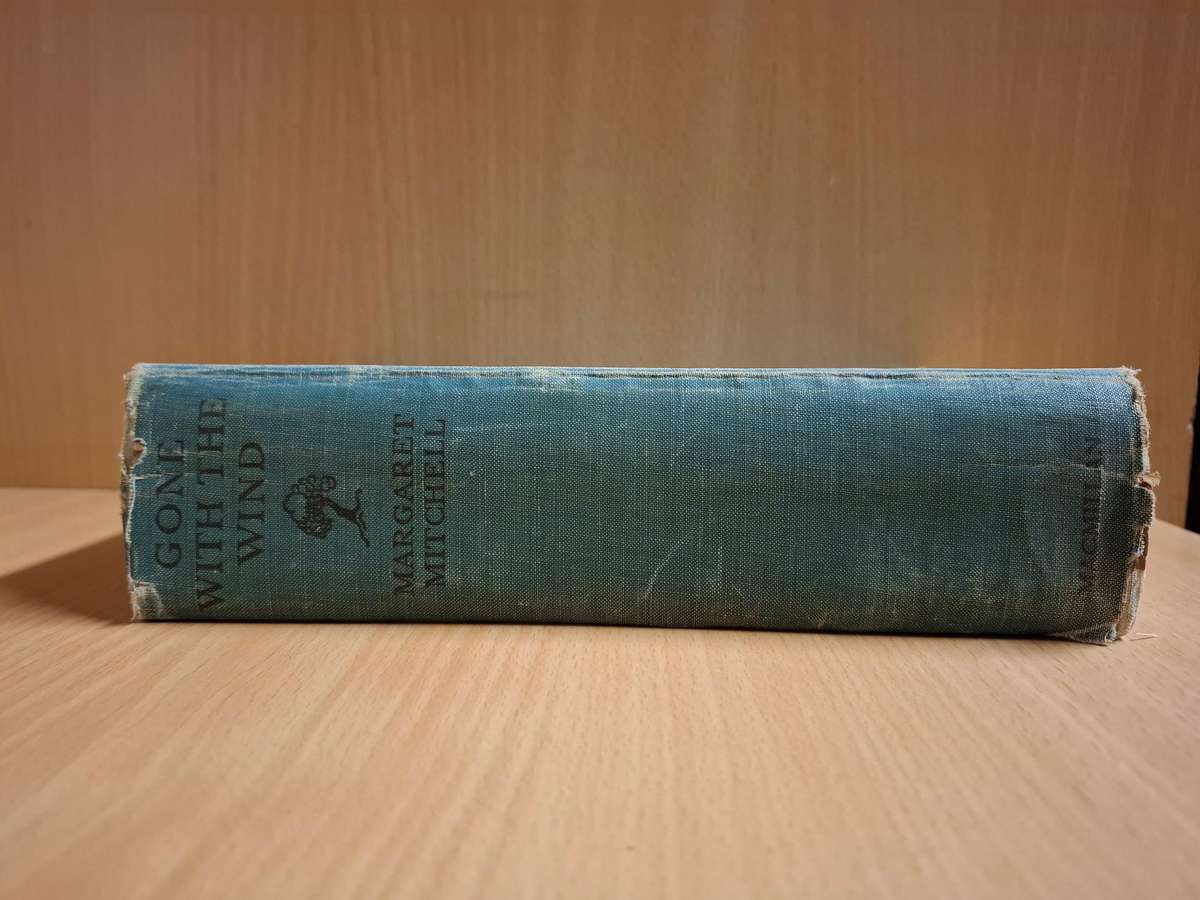 GONE
WITH THE
WIND
MARGARET
MITCHELL
MACMILLAN